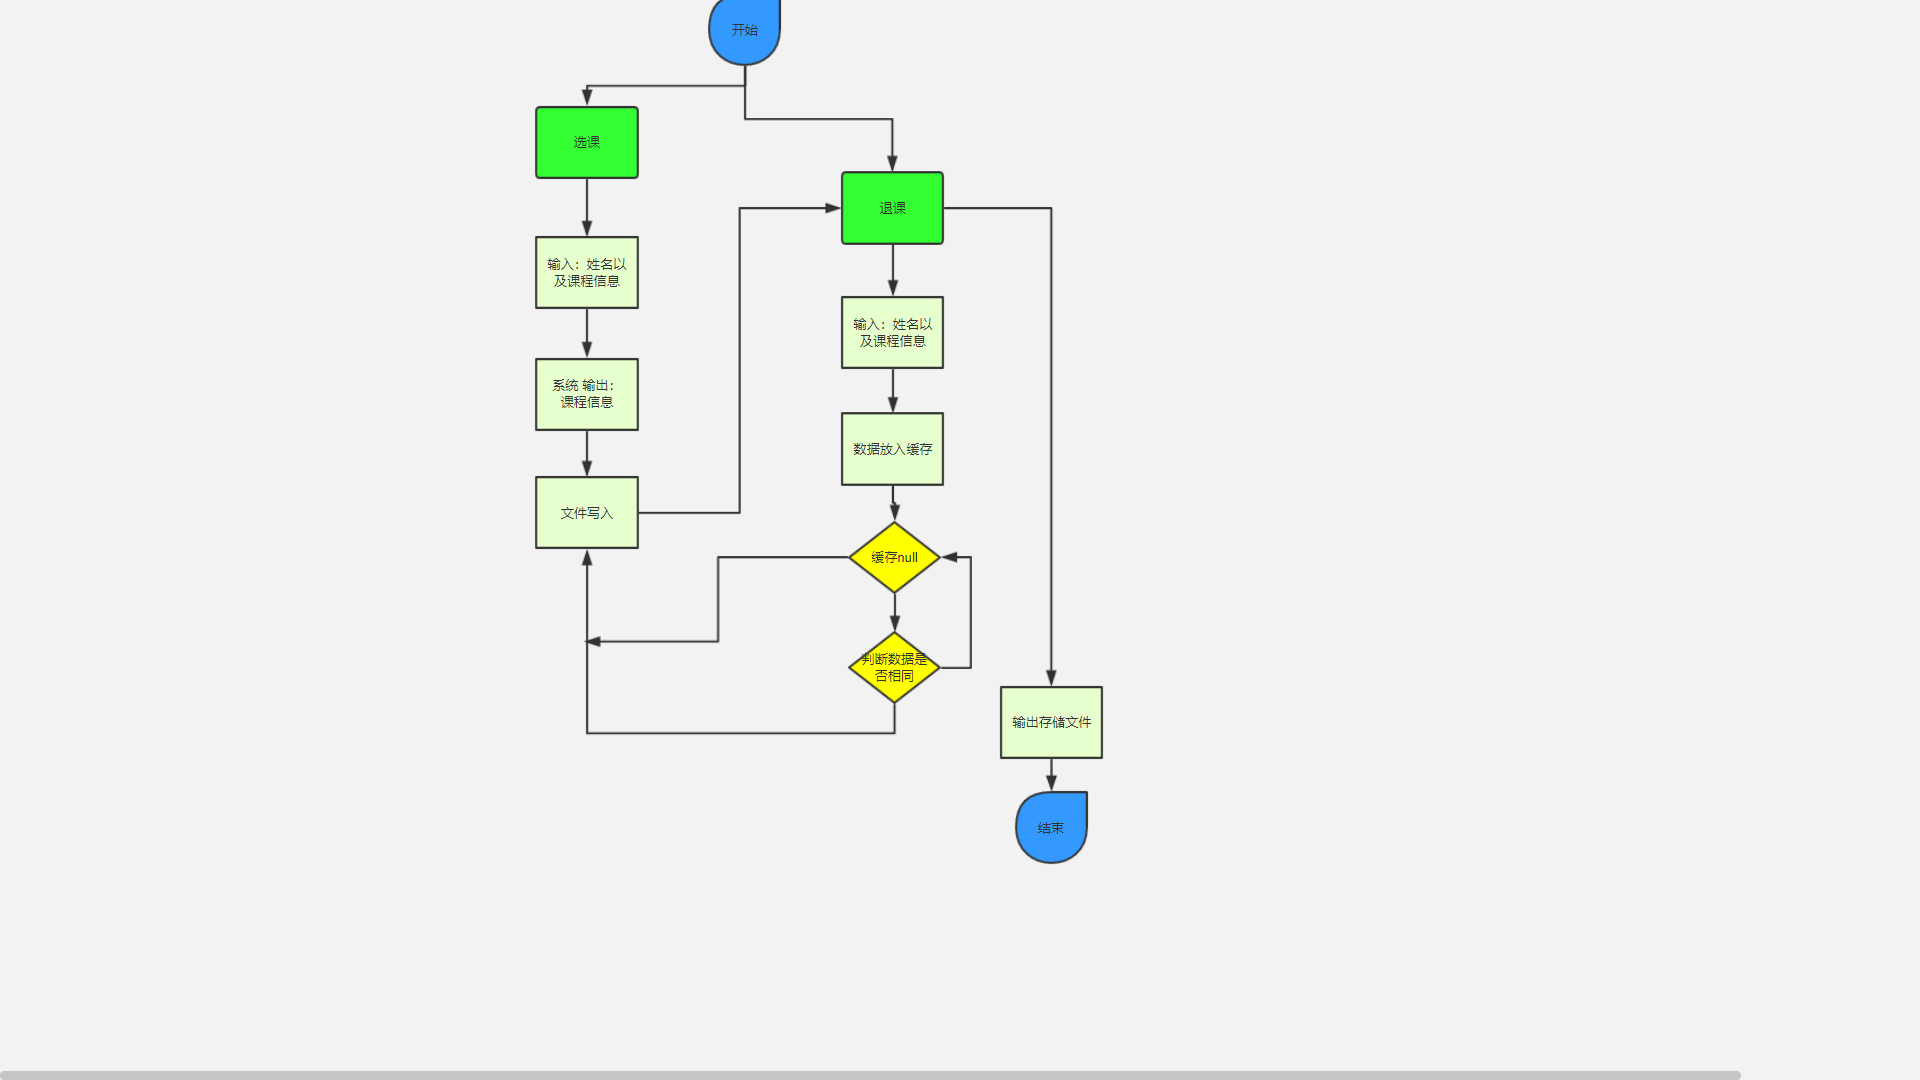 开始
选课
退课
输入：姓名以
及课程信息
输入：姓名以
及课程信息
系统 输出：
课程信息
数据放入缓存
文件写入
缓存null
判断数据是
否相同
输出存储文件
结束